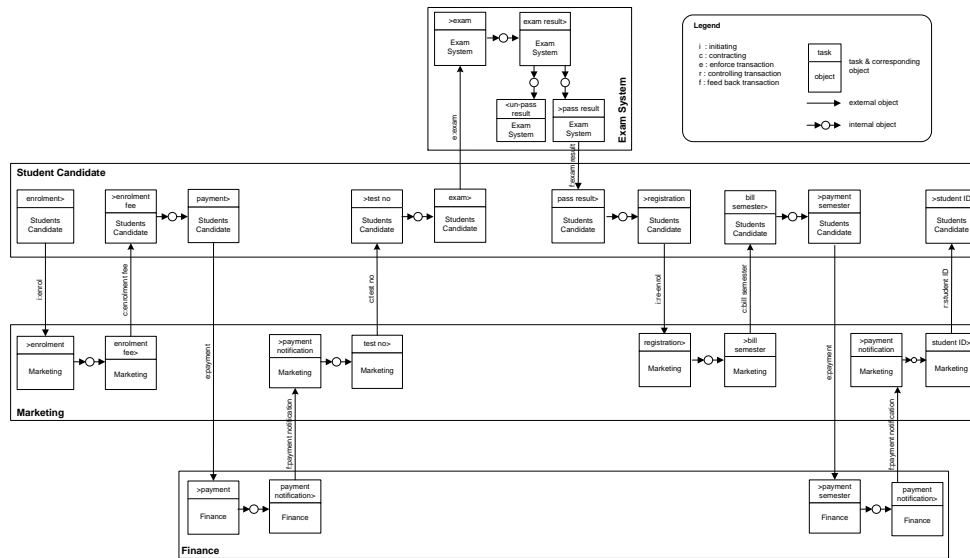 >exam
Exam
System
exam result>
Exam
System
<un-pass
result
Exam
System
>pass result
Exam
System
Exam System
e:exam
f:exam result
Legend
i : initiating
c : contracting
e : enforce transaction
r : controlling transaction
f : feed back transaction
task
object
task & corresponding
object
external object
internal object
Student Candidate
enrolment>
Students
Candidate
>enrolment
fee
Students
Candidate
payment>
Students
Candidate
>test no
Students
Candidate
exam>
Students
Candidate
pass result>
Students
Candidate
>registration
Students
Candidate
bill
semester>
Students
Candidate
>payment
semester
Students
Candidate
>student ID
Students
Candidate
i:enrol
c:enrolment fee
e:payment
c:test no
i:re-enrol
c:bill semester
e:payment
r:student ID
>enrolment
Marketing
enrolment
fee>
Marketing
>payment
notification
Marketing
test no>
Marketing
registration>
Marketing
>bill
semester
Marketing
>payment
notification
Marketing
student ID>
Marketing
Marketing
f:payment notification
f:payment notification
>payment
Finance
payment
notification>
Finance
>payment
semester
Finance
payment
notification>
Finance
Finance